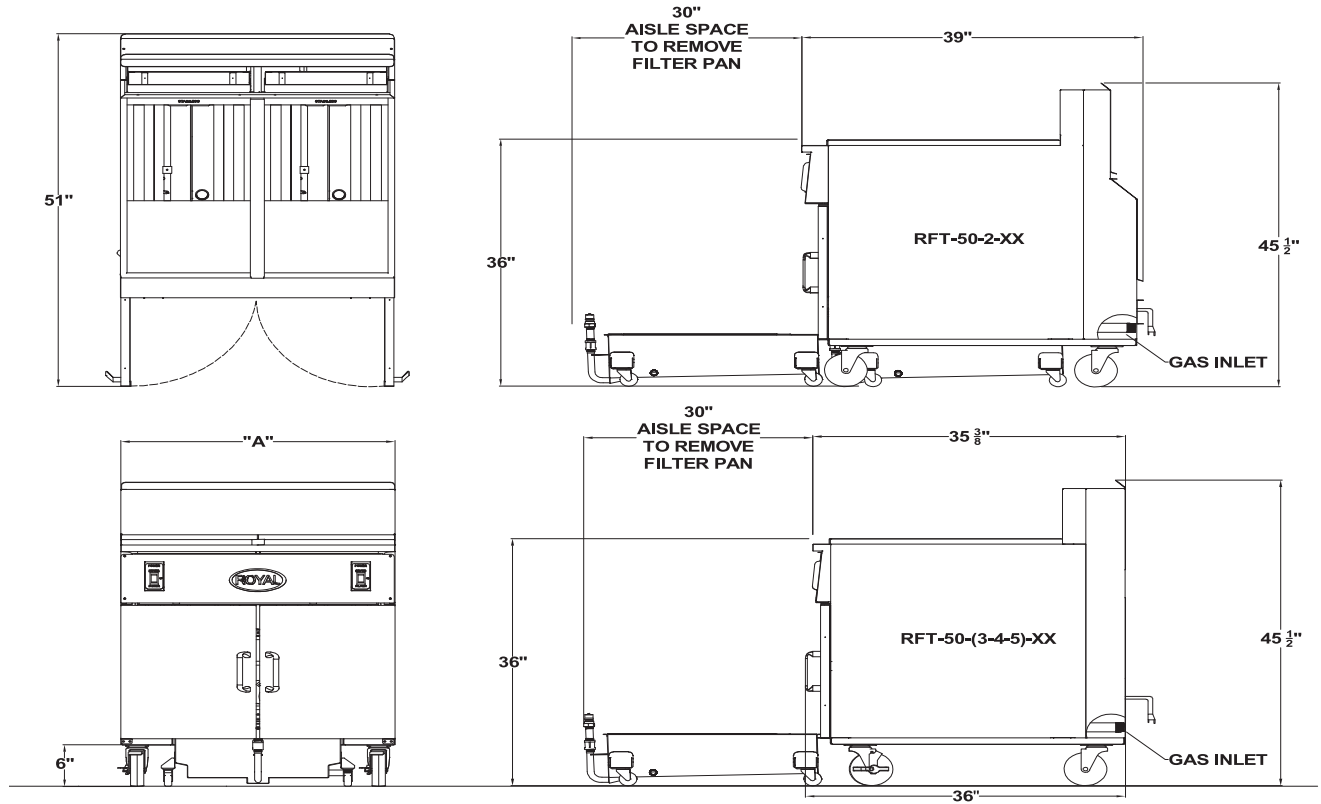 30"
AISLE SPACE
TO REMOVE
FILTER PAN
39"
51"
36"
RFT-50-2-XX
45 1/2"
GAS INLET
"A"
30"
AISLE SPACE
TO REMOVE
FILTER PAN
35 3/8"
ROYAL
36"
RFT-50-(3-4-5)-XX
45 1/2"
6"
GAS INLET
36"